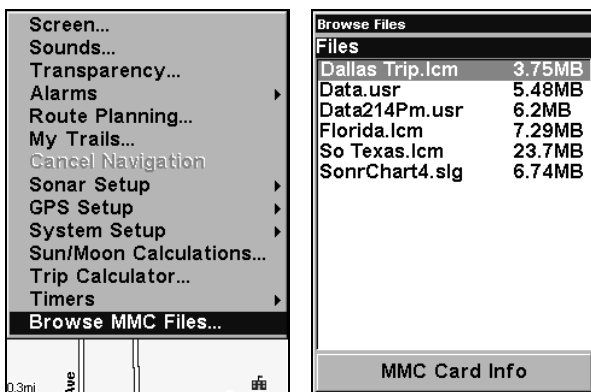 Screen...
Sounds...
Transparency...
Alarms
Route Planning...
My Trails...
Cancel Navigation
Sonar Setup
GPS Setup
System Setup
Sun/Moon Calculations...
Trip Calculator...
Timers
Browse MMC Files...
0.3mi
Ave
Browse Files
Files
Dallas Trip.lcm 3.75MB
Data.usr 5.48MB
Data214Pm.usr 6.2MB
Florida.lcm 7.29MB
So Texas.lcm 23.7MB
SonrChart4.slg 6.74MB
MMC Card Info